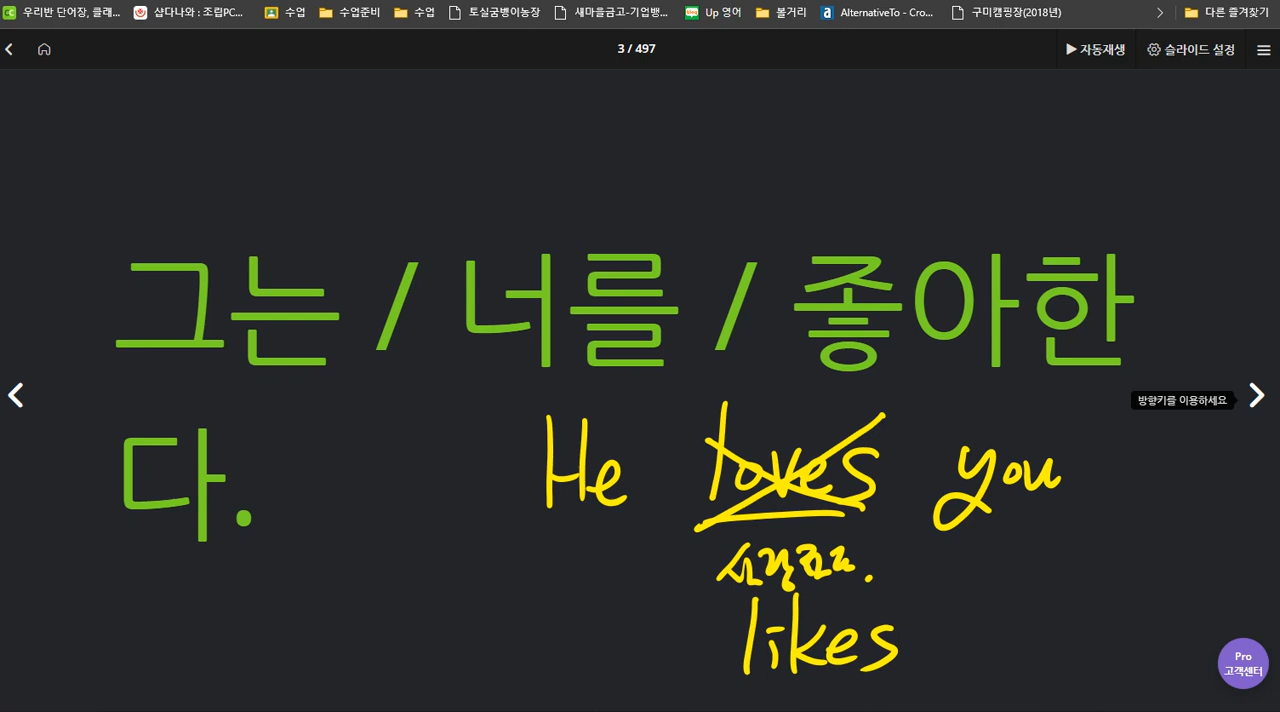 우리반 단어장, 클래... 샵다나와 : 조립PC... 수업 수업준비 수업 토실굼벵이농장 새마을금고-기업뱅... Up 영어 볼거리 AlternativeTo - Cro... 구미캠핑장(2018년) 다른 즐겨찾기
3 / 497 자동재생 슬라이드 설정
그는 / 너를 / 좋아한
다.
방향키를 이용하세요
He loves you
likes
Pro
고객센터